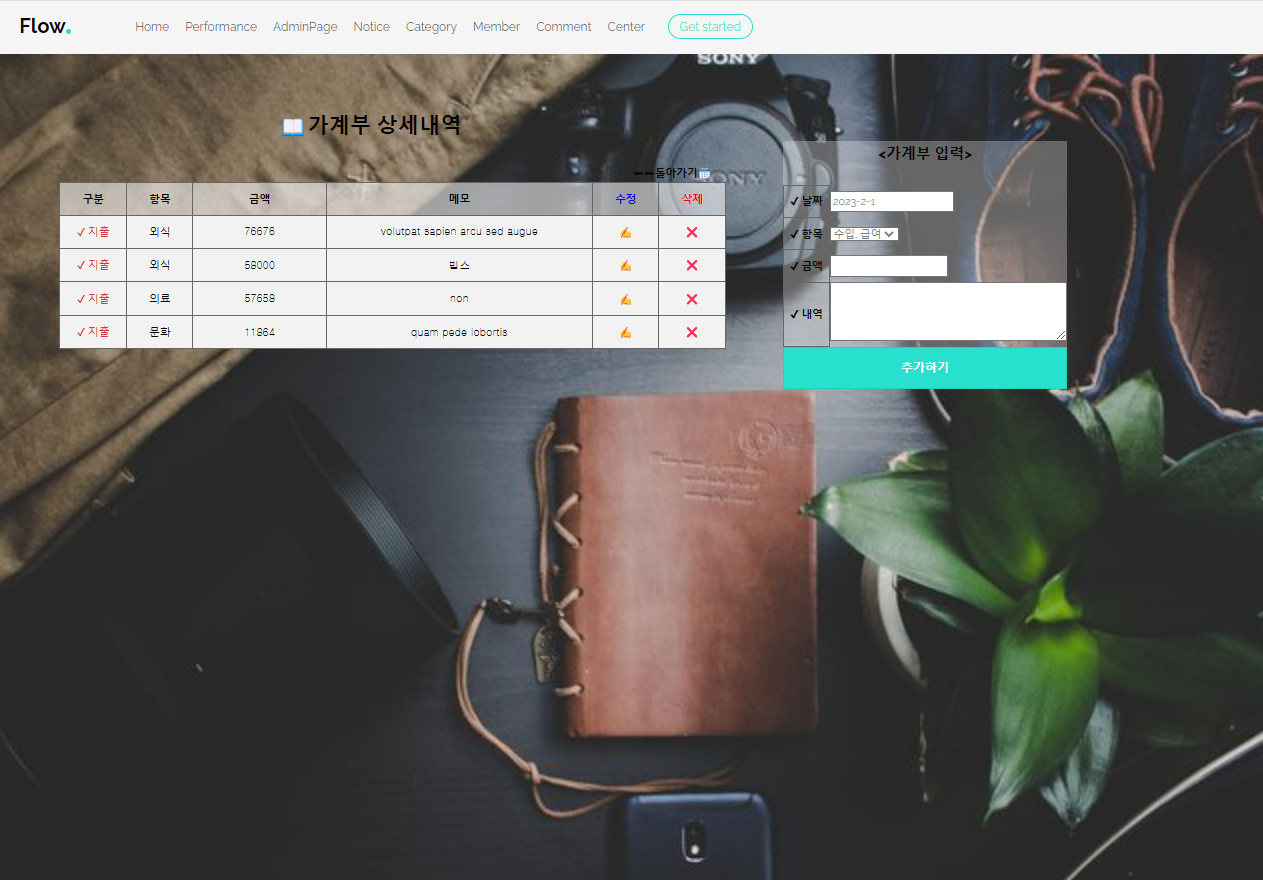 Flow.
Home Performance AdminPage Notice Category Member Comment Center Get started
SONY
📖 가계부 상세내역
←—돌아가기📅
구분 항목 금액 메모 수정 삭제
✓ 지출 외식 76676 volutpat sapien arcu sed augue ✍ ❌
✓ 지출 외식 58000 빕스 ✍ ❌
✓ 지출 의료 57658 non ✍ ❌
✓ 지출 문화 11864 quam pede lobortis ✍ ❌
<가계부 입력>
✓ 날짜 2023-2-1
✓ 항목 수입, 급여
✓ 금액
✓ 내역
추가하기
SONY